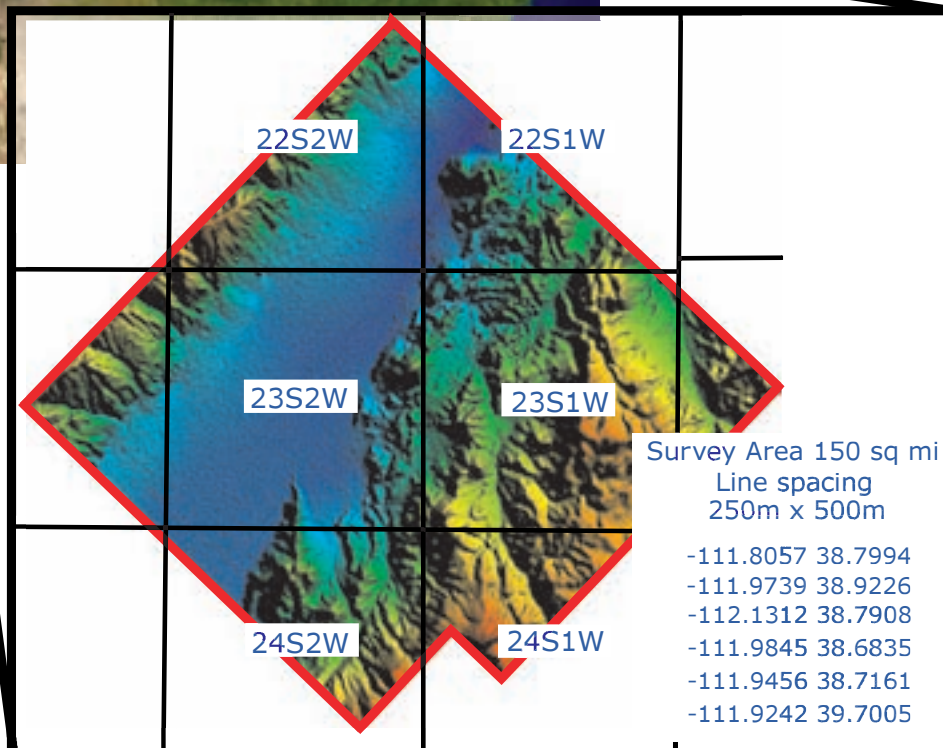 22S2W
22S1W
23S2W
23S1W
Survey Area 150 sq mi
Line spacing
250m x 500m
-111.8057 38.7994
-111.9739 38.9226
-112.1312 38.7908
-111.9845 38.6835
-111.9456 38.7161
-111.9242 39.7005
24S2W
24S1W